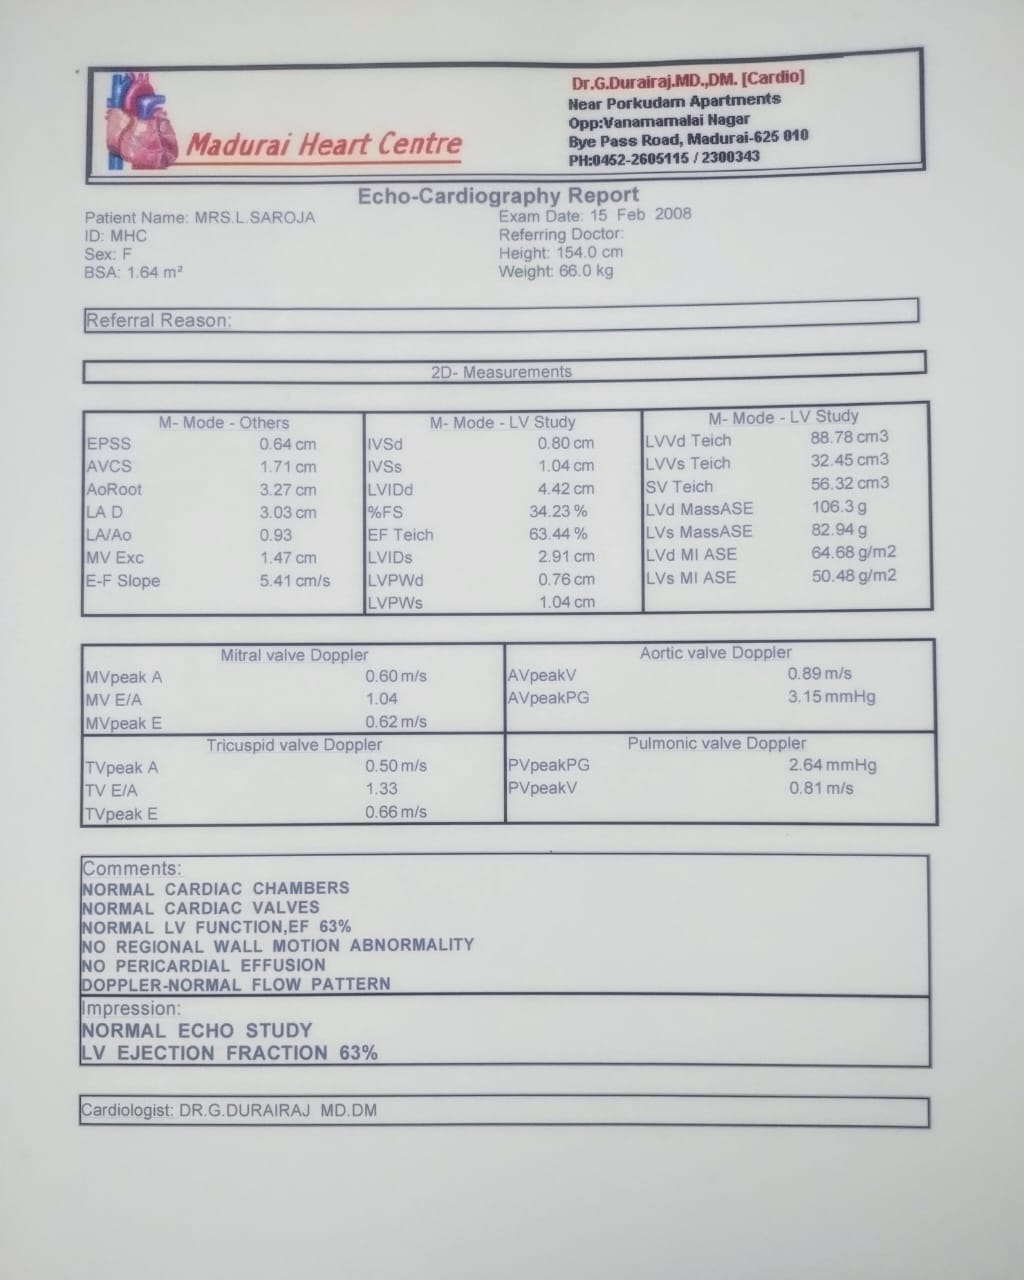 Madurai Heart Centre
Dr.G.Durairaj.MD.,DM. [Cardio]
Near Porkudam Apartments
Opp:Vanamamalai Nagar
Bye Pass Road, Madurai-625 010
PH:0452-2605115 / 2300343
Echo-Cardiography Report
Patient Name: MRS.L.SAROJA
ID: MHC
Sex: F
BSA: 1.64 m²
Exam Date: 15 Feb 2008
Referring Doctor:
Height: 154.0 cm
Weight: 66.0 kg
Referral Reason:
2D- Measurements
M- Mode - Others
EPSS 0.64 cm
AVCS 1.71 cm
AoRoot 3.27 cm
LA D 3.03 cm
LA/Ao 0.93
MV Exc 1.47 cm
E-F Slope 5.41 cm/s
M- Mode - LV Study
IVSd 0.80 cm
IVSs 1.04 cm
LVIDd 4.42 cm
%FS 34.23 %
EF Teich 63.44 %
LVIDs 2.91 cm
LVPWd 0.76 cm
LVPWs 1.04 cm
M- Mode - LV Study
LVVd Teich 88.78 cm3
LVVs Teich 32.45 cm3
SV Teich 56.32 cm3
LVd MassASE 106.3 g
LVs MassASE 82.94 g
LVd MI ASE 64.68 g/m2
LVs MI ASE 50.48 g/m2
Mitral valve Doppler
MVpeak A 0.60 m/s
MV E/A 1.04
MVpeak E 0.62 m/s
Aortic valve Doppler
AVpeakV 0.89 m/s
AVpeakPG 3.15 mmHg
Tricuspid valve Doppler
TVpeak A 0.50 m/s
TV E/A 1.33
TVpeak E 0.66 m/s
Pulmonic valve Doppler
PVpeakPG 2.64 mmHg
PVpeakV 0.81 m/s
Comments:
NORMAL CARDIAC CHAMBERS
NORMAL CARDIAC VALVES
NORMAL LV FUNCTION,EF 63%
NO REGIONAL WALL MOTION ABNORMALITY
NO PERICARDIAL EFFUSION
DOPPLER-NORMAL FLOW PATTERN
Impression:
NORMAL ECHO STUDY
LV EJECTION FRACTION 63%
Cardiologist: DR.G.DURAIRAJ MD.DM